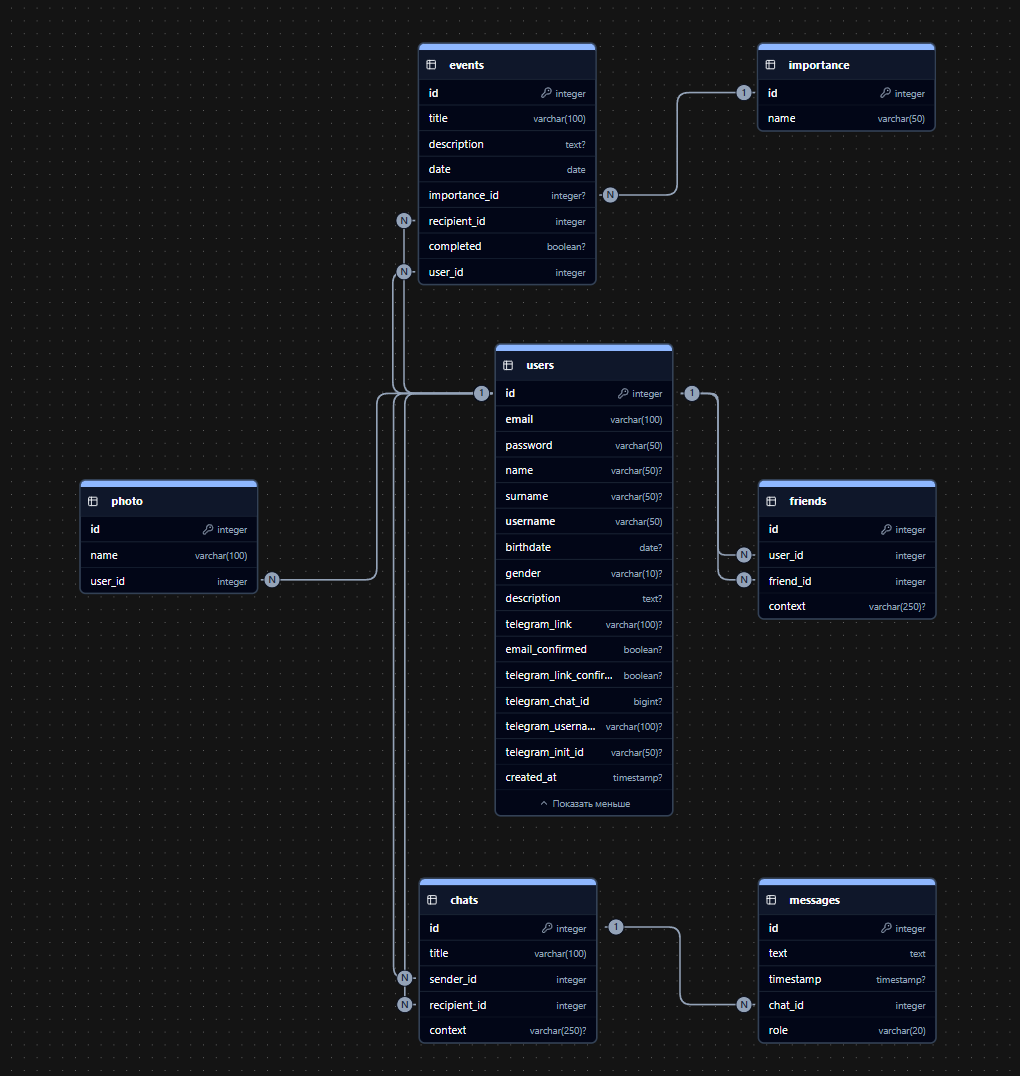 events
id integer
title varchar(100)
description text?
date date
importance_id integer?
recipient_id integer
completed boolean?
user_id integer
importance
id integer
name varchar(50)
N
1
N
N
users
id integer
email varchar(100)
password varchar(50)
name varchar(50)?
surname varchar(50)?
username varchar(50)
birthdate date?
gender varchar(10)?
description text?
telegram_link varchar(100)?
email_confirmed boolean?
telegram_link_confir... boolean?
telegram_chat_id bigint?
telegram_userna... varchar(100)?
telegram_init_id varchar(50)?
created_at timestamp?
Показать меньше
1
1
photo
id integer
name varchar(100)
user_id integer
N
friends
id integer
user_id integer
friend_id integer
context varchar(250)?
N
N
chats
id integer
title varchar(100)
sender_id integer
recipient_id integer
context varchar(250)?
N
N
1
messages
id integer
text text
timestamp timestamp?
chat_id integer
role varchar(20)
N